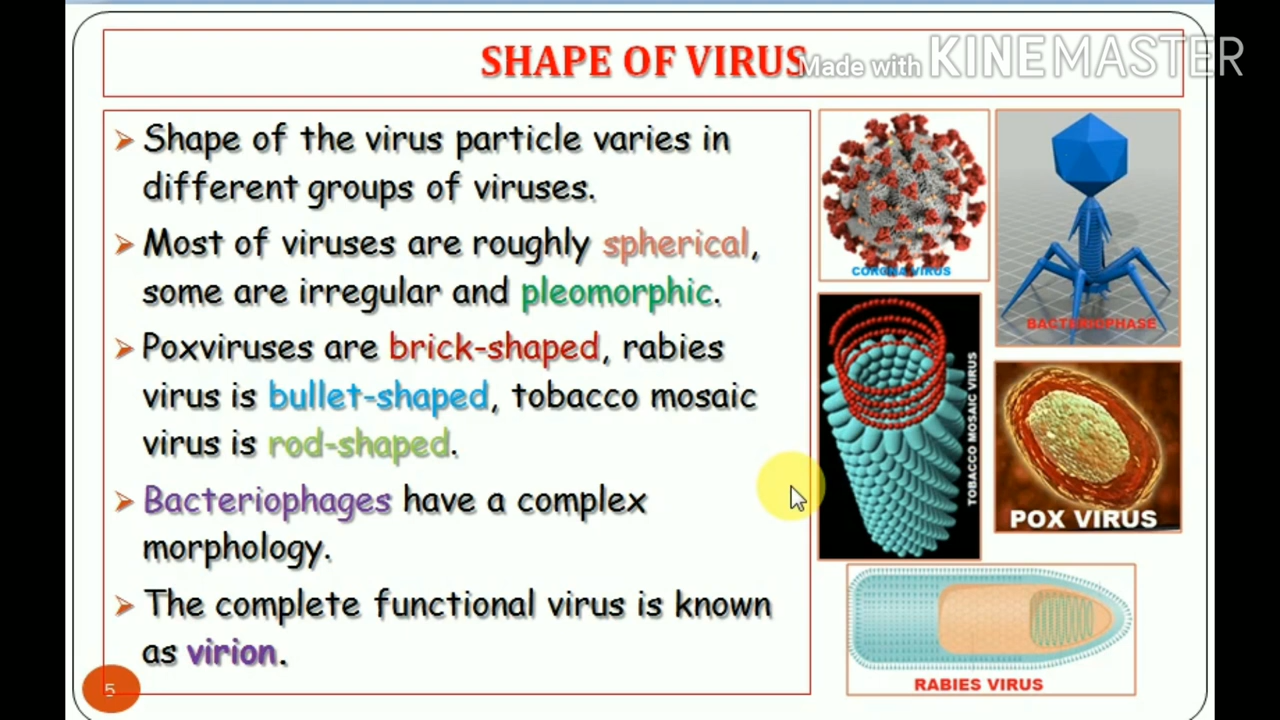 SHAPE OF VIRUS
Made with KINEMASTER
➢ Shape of the virus particle varies in
different groups of viruses.
➢ Most of viruses are roughly spherical,
some are irregular and pleomorphic.
➢ Poxviruses are brick-shaped, rabies
virus is bullet-shaped, tobacco mosaic
virus is rod-shaped.
➢ Bacteriophages have a complex
morphology.
➢ The complete functional virus is known
as virion.
5
CORONA VIRUS
BACTERIOPHASE
TOBACCO MOSAIC VIRUS
POX VIRUS
RABIES VIRUS